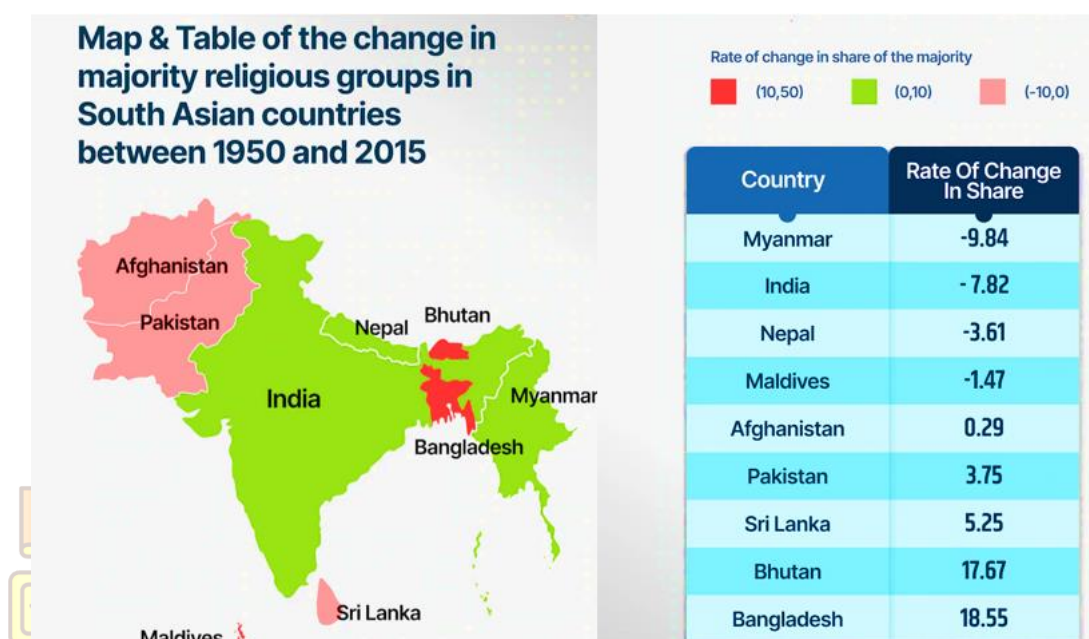 Map & Table of the change in
majority religious groups in
South Asian countries
between 1950 and 2015
Afghanistan
Pakistan
Nepal
Bhutan
India
Myanmar
Bangladesh
Sri Lanka
Maldives
Rate of change in share of the majority
(10,50)
(0,10)
(-10,0)
Country
Rate Of Change
In Share
Myanmar -9.84
India -7.82
Nepal -3.61
Maldives -1.47
Afghanistan 0.29
Pakistan 3.75
Sri Lanka 5.25
Bhutan 17.67
Bangladesh 18.55